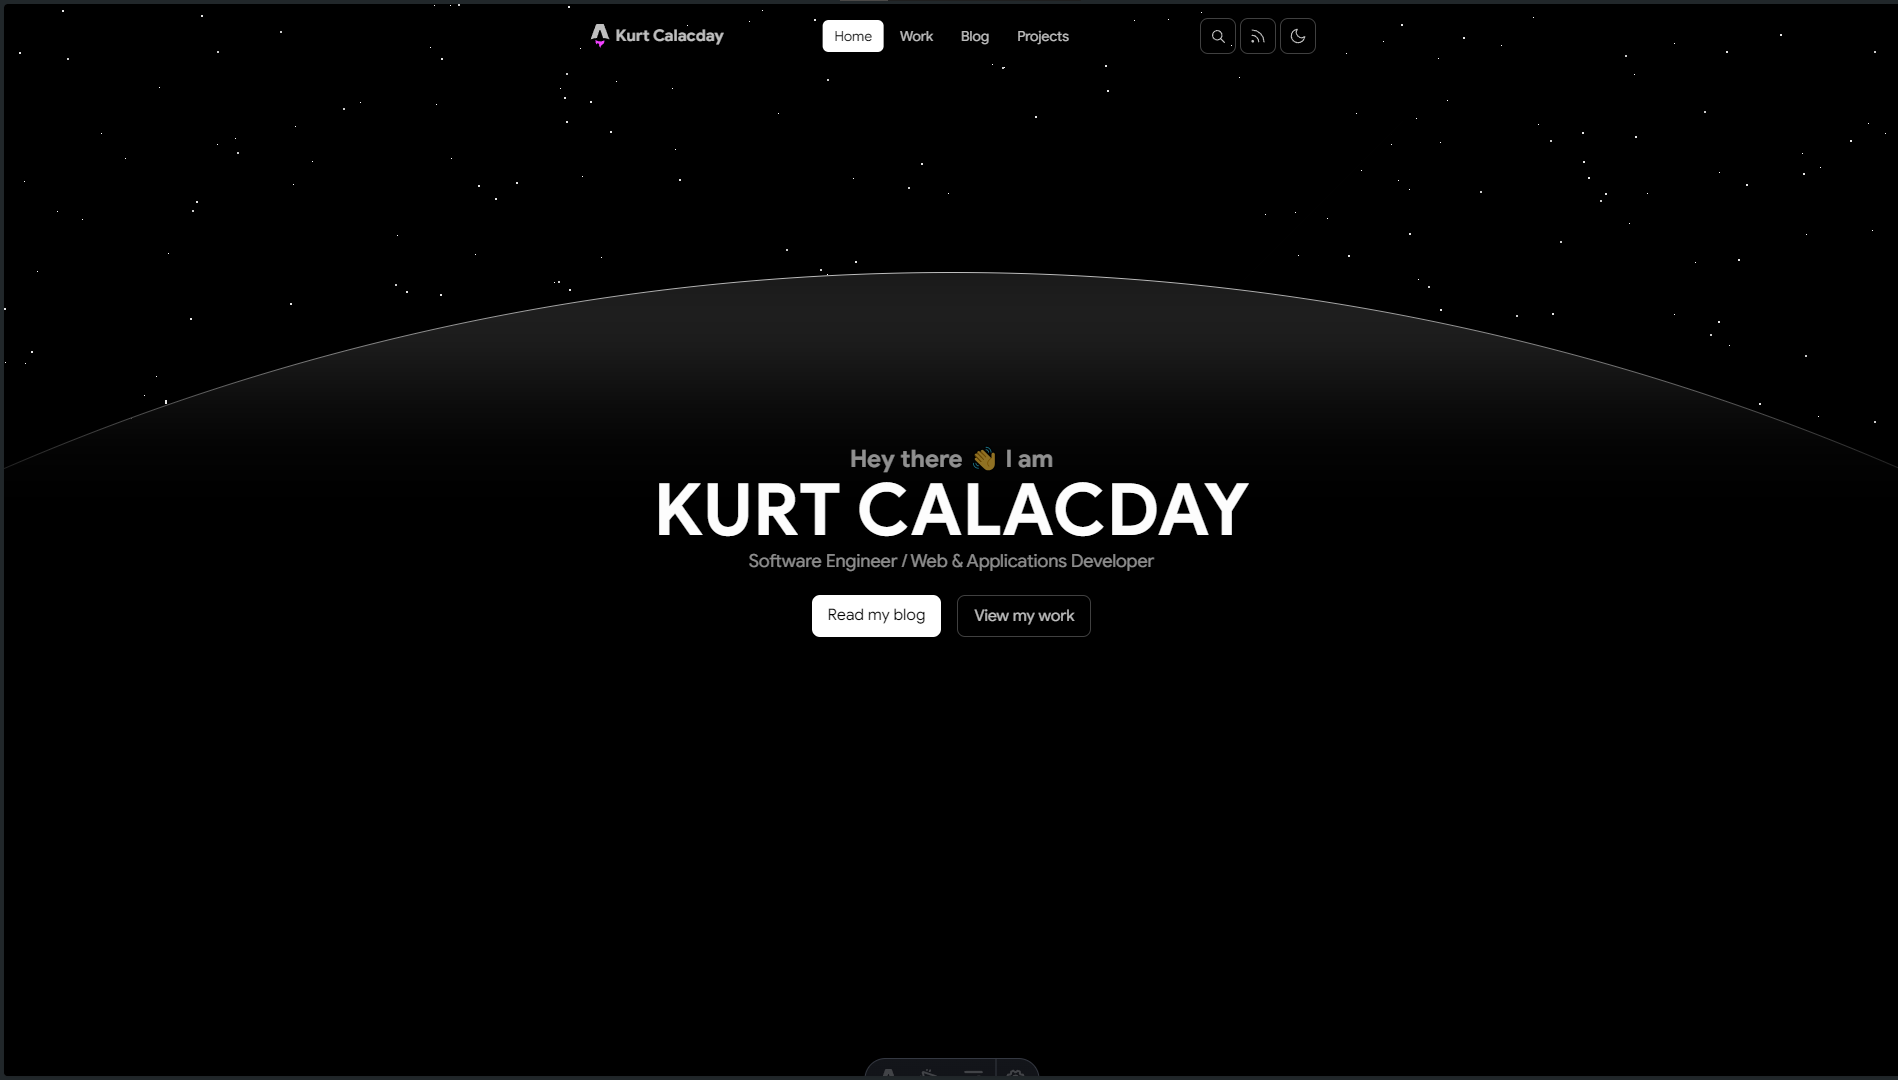 Kurt Calacday
Home Work Blog Projects
Hey there 👋 I am
KURT CALACDAY
Software Engineer / Web & Applications Developer
Read my blog View my work